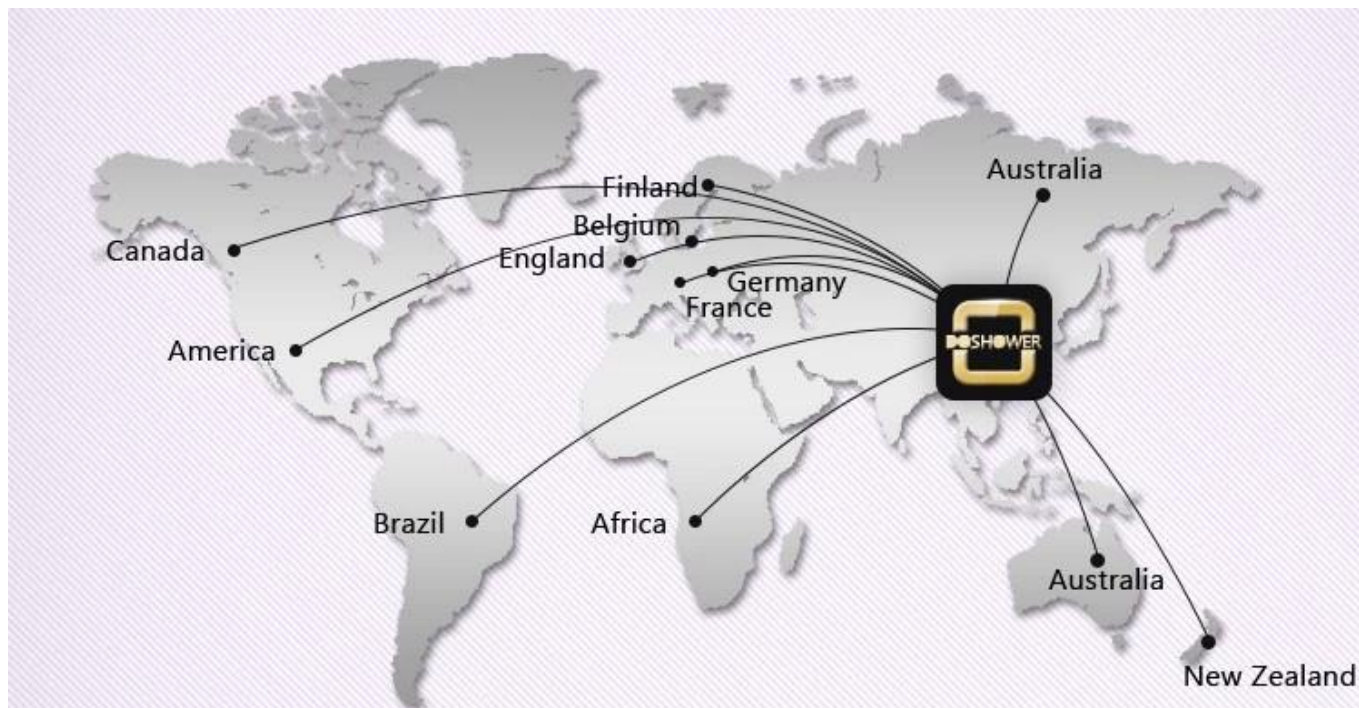 Australia
Finland
Belgium
Canada
England
Germany
France
DOSHOWER
America
Brazil
Africa
Australia
New Zealand